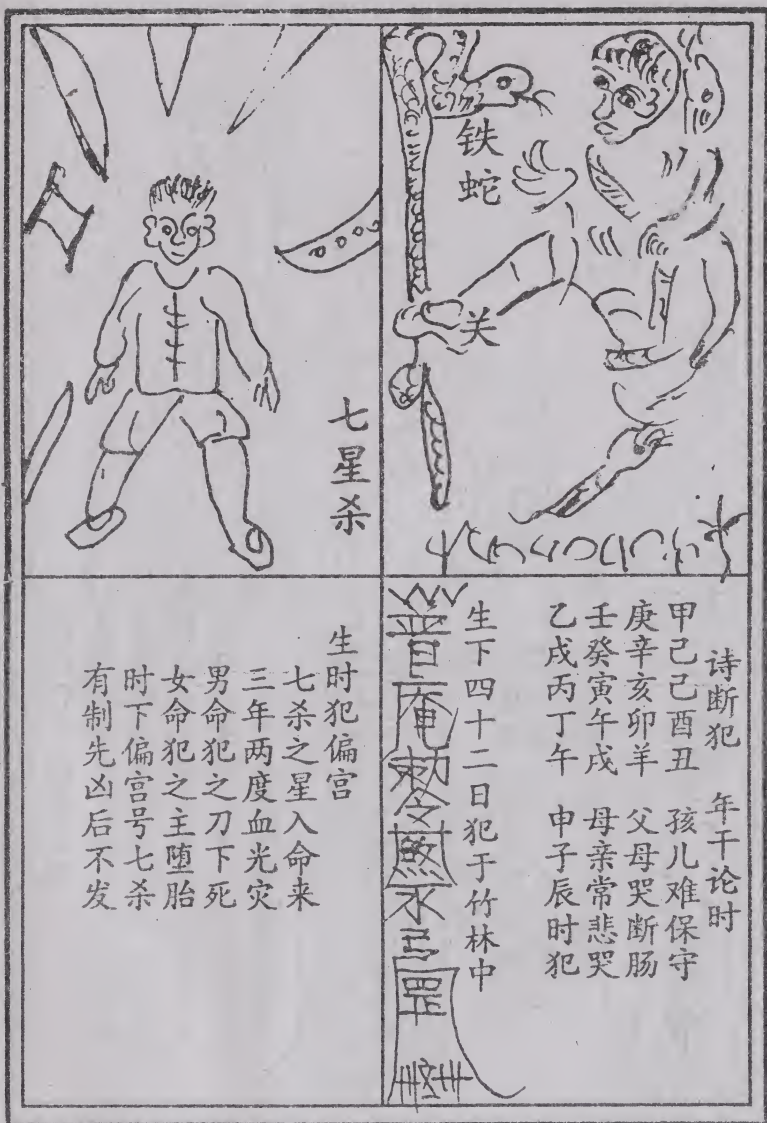 铁蛇
关
诗断犯 年干论时
甲己己酉丑 孩儿难保守
庚辛亥卯羊 父母哭断肠
壬癸寅午戌 母亲常悲哭
乙戌丙丁午 申子辰时犯
生下四十二日犯于竹林中
七星杀
生时犯偏宫
七杀之星入命来
三年两度血光灾
男命犯之刀下死
女命犯之主堕胎
时下偏宫号七杀
有制先凶后不发